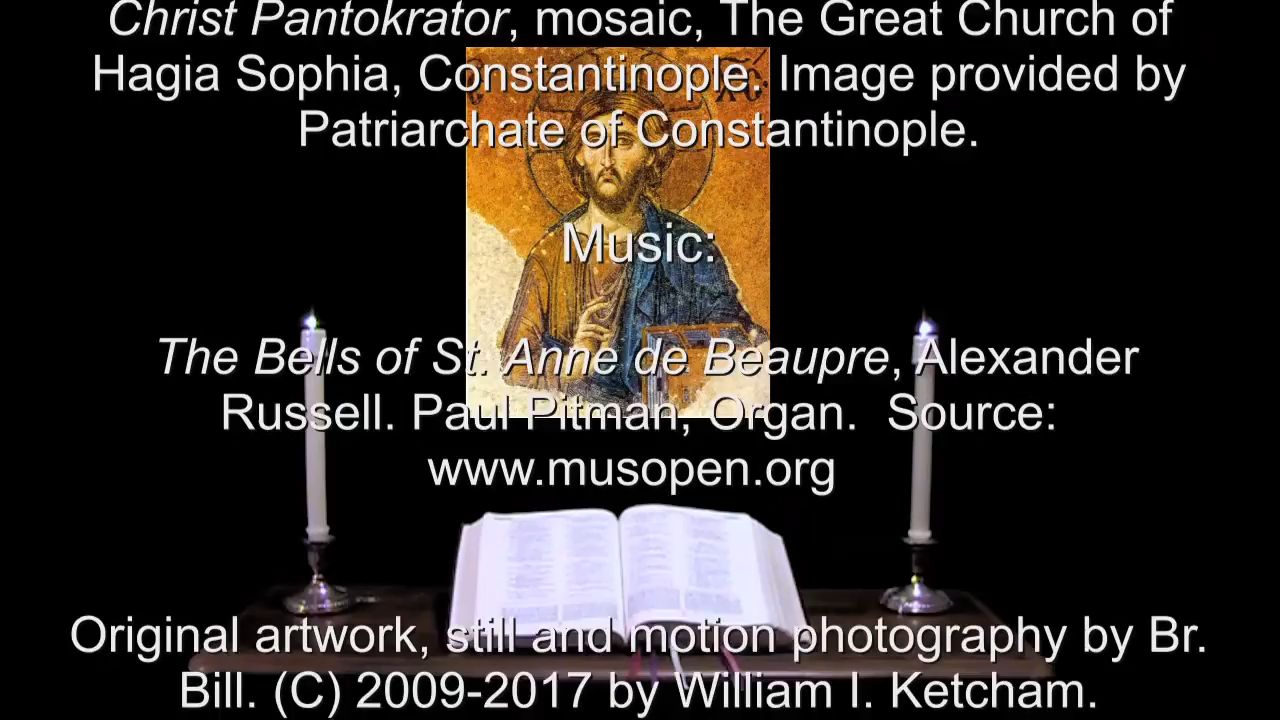 Christ Pantokrator, mosaic, The Great Church of
Hagia Sophia, Constantinople. Image provided by
Patriarchate of Constantinople.
Music:
The Bells of St. Anne de Beaupre, Alexander
Russell. Paul Pitman, Organ. Source:
www.musopen.org
Original artwork, still and motion photography by Br.
Bill. (C) 2009-2017 by William I. Ketcham.